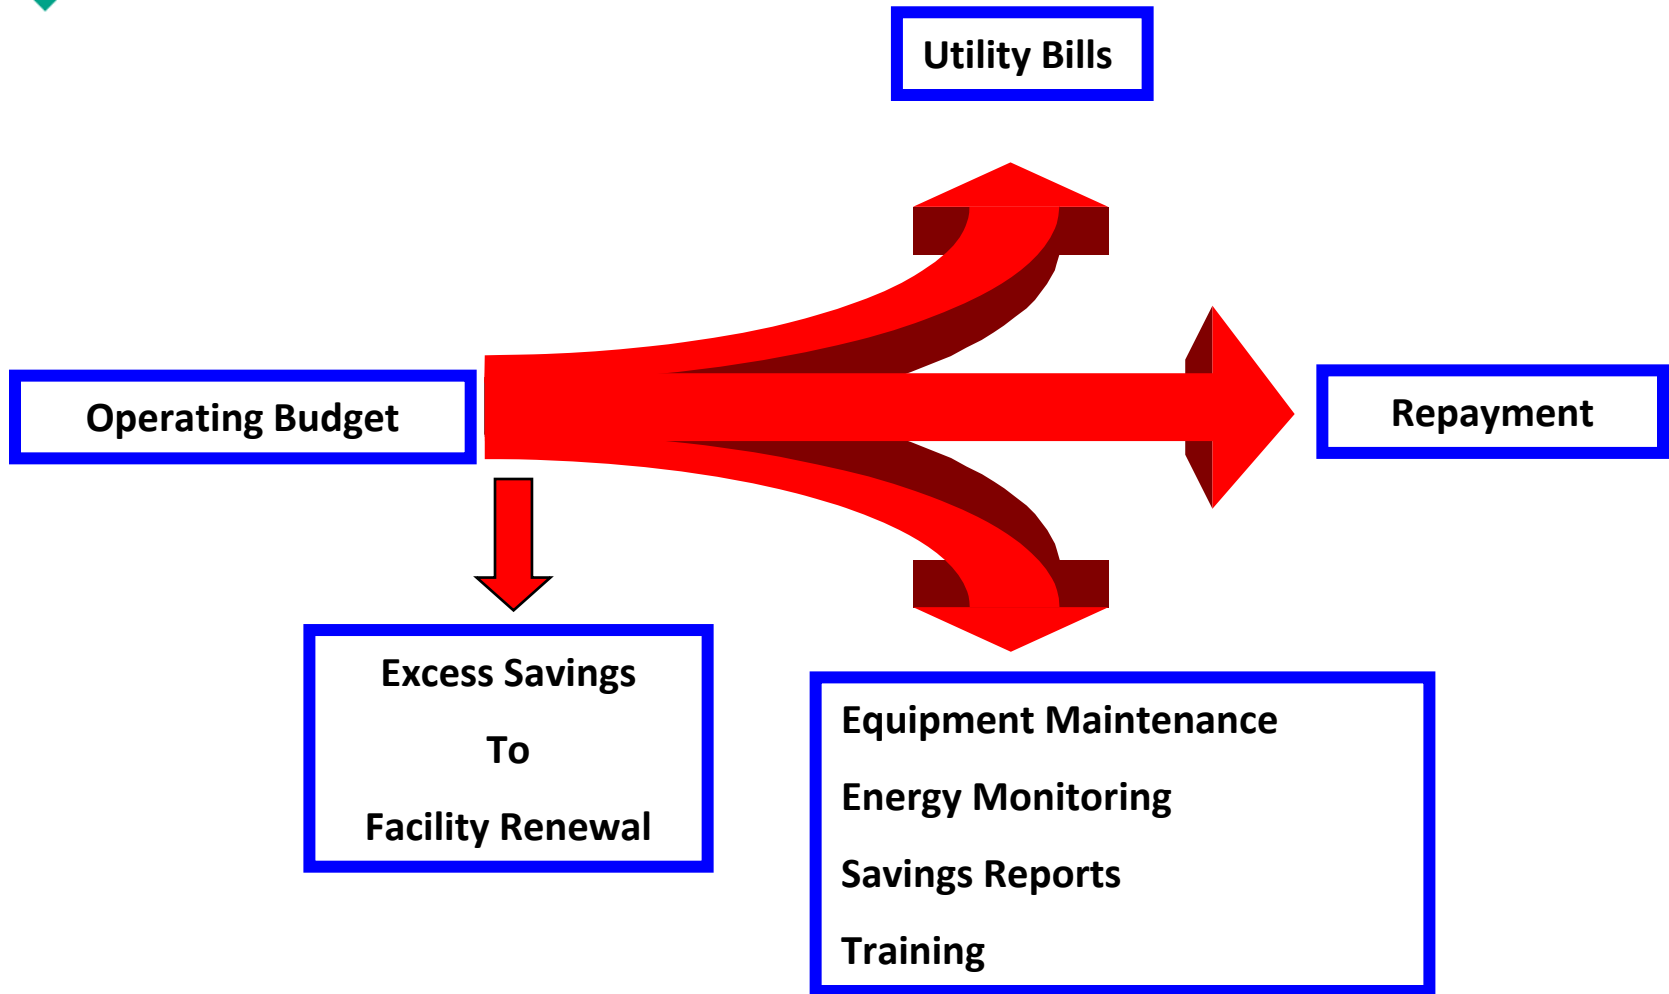 Utility Bills
Operating Budget
Repayment
Excess Savings
To
Facility Renewal
Equipment Maintenance
Energy Monitoring
Savings Reports
Training